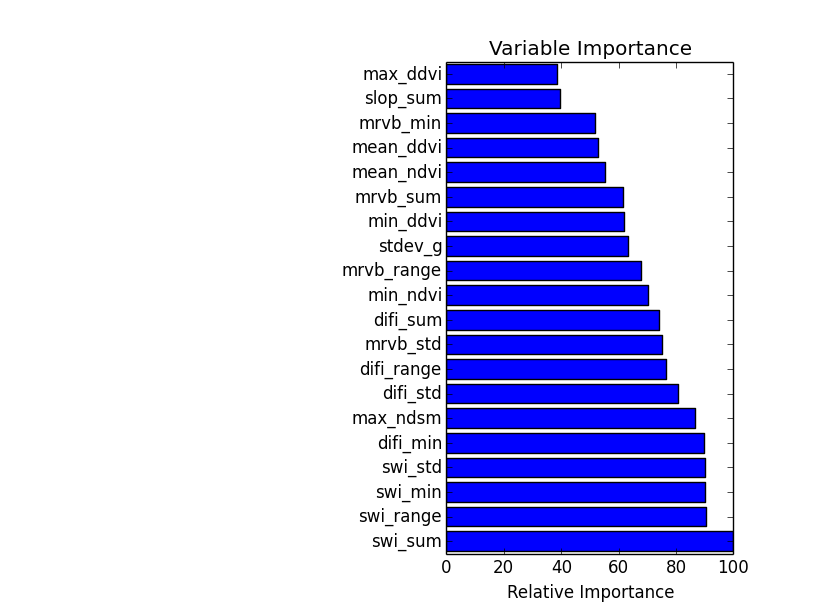 Variable Importance
max_ddvi
slop_sum
mrvb_min
mean_ddvi
mean_ndvi
mrvb_sum
min_ddvi
stdev_g
mrvb_range
min_ndvi
difi_sum
mrvb_std
difi_range
difi_std
max_ndsm
difi_min
swi_std
swi_min
swi_range
swi_sum
0 20 40 60 80 100
Relative Importance